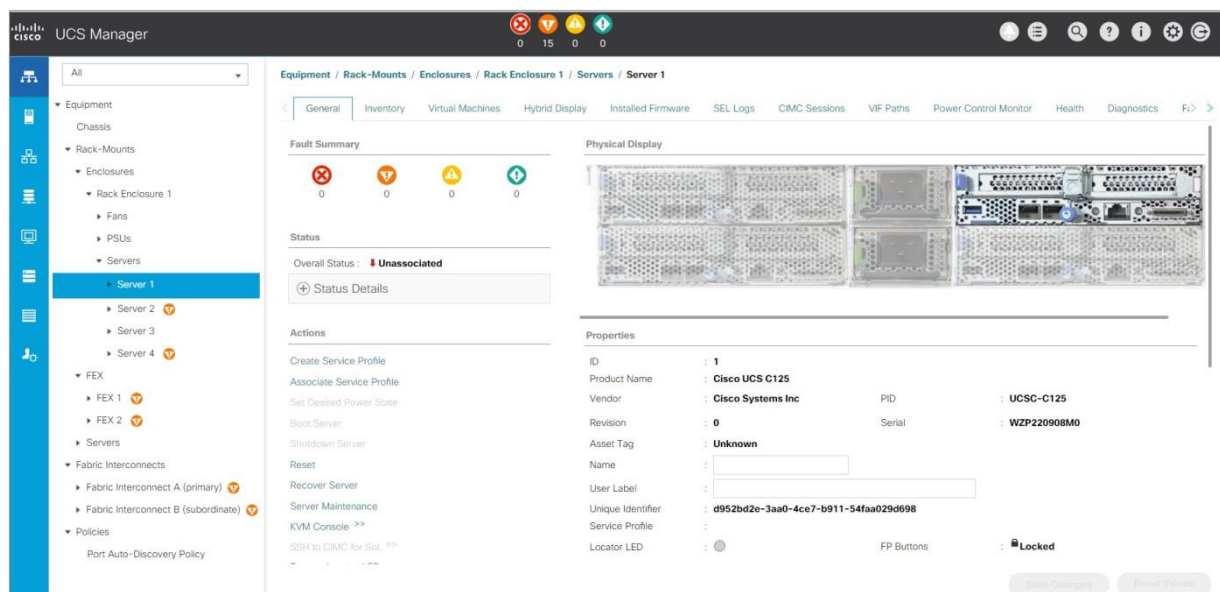 cisco UCS Manager
0 15 0 0
All
Equipment
Chassis
Rack-Mounts
Enclosures
Rack Enclosure 1
Fans
PSUs
Servers
Server 1
Server 2
Server 3
Server 4
FEX
FEX 1
FEX 2
Servers
Fabric Interconnects
Fabric Interconnect A (primary)
Fabric Interconnect B (subordinate)
Policies
Port Auto-Discovery Policy
Equipment / Rack-Mounts / Enclosures / Rack Enclosure 1 / Servers / Server 1
General Inventory Virtual Machines Hybrid Display Installed Firmware SEL Logs CIMC Sessions VIF Paths Power Control Monitor Health Diagnostics
Fault Summary
0 0 0 0
Status
Overall Status : Unassociated
Status Details
Actions
Create Service Profile
Associate Service Profile
Set Desired Power State
Boot Server
Shutdown Server
Reset
Recover Server
Server Maintenance
KVM Console >>
SSH to CIMC for SoL >>
Physical Display
Properties
ID : 1
Product Name : Cisco UCS C125
Vendor : Cisco Systems Inc PID : UCSC-C125
Revision : 0 Serial : WZP220908M0
Asset Tag : Unknown
Name :
User Label :
Unique Identifier : d952bd2e-3aa0-4ce7-b911-54faa029d698
Service Profile :
Locator LED : FP Buttons : Locked
Save Changes Reset Values